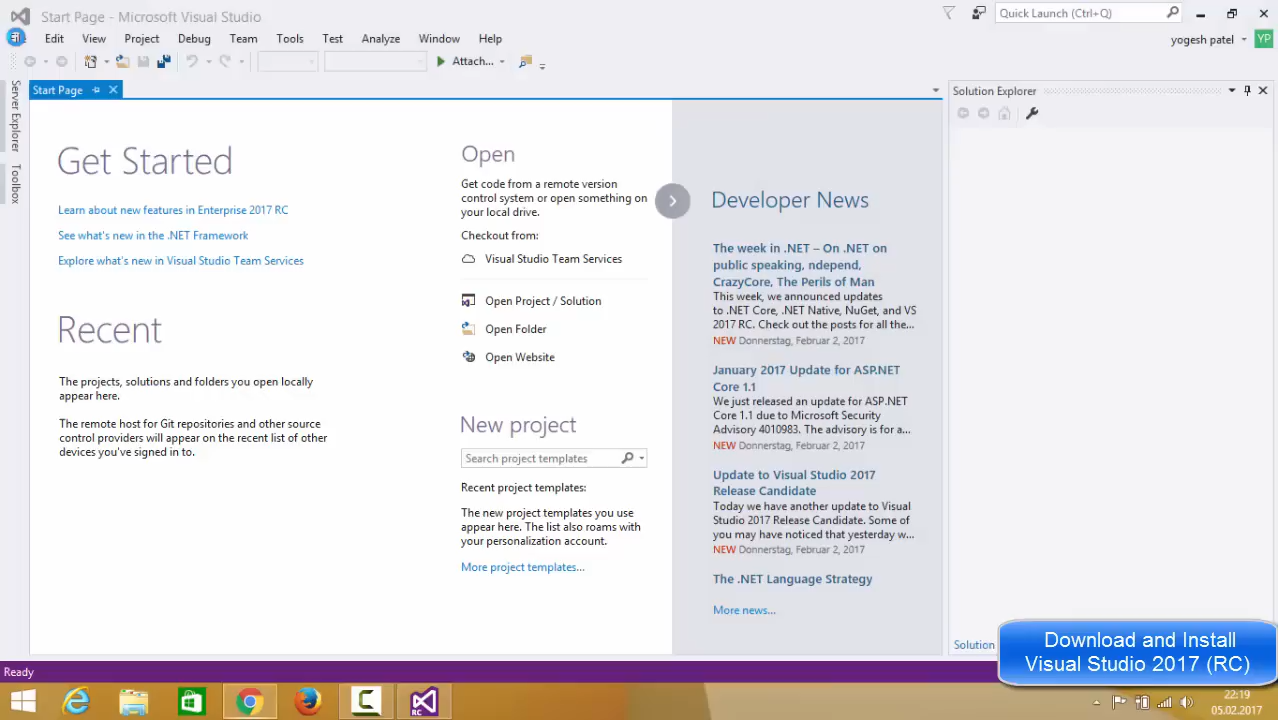 Start Page - Microsoft Visual Studio
Quick Launch (Ctrl+Q)
Edit View Project Debug Team Tools Test Analyze Window Help
yogesh patel YP
Attach...
Server Explorer
Toolbox
Start Page
Solution Explorer
Get Started
Learn about new features in Enterprise 2017 RC
See what's new in the .NET Framework
Explore what's new in Visual Studio Team Services
Recent
The projects, solutions and folders you open locally
appear here.
The remote host for Git repositories and other source
control providers will appear on the recent list of other
devices you've signed in to.
Open
Get code from a remote version
control system or open something on
your local drive.
Checkout from:
Visual Studio Team Services
Open Project / Solution
Open Folder
Open Website
New project
Search project templates
Recent project templates:
The new project templates you use
appear here. The list also roams with
your personalization account.
More project templates...
Developer News
The week in .NET – On .NET on
public speaking, ndepend,
CrazyCore, The Perils of Man
This week, we announced updates
to .NET Core, .NET Native, NuGet, and VS
2017 RC. Check out the posts for all the...
NEW Donnerstag, Februar 2, 2017
January 2017 Update for ASP.NET
Core 1.1
We just released an update for ASP.NET
Core 1.1 due to Microsoft Security
Advisory 4010983. The advisory is for a...
NEW Donnerstag, Februar 2, 2017
Update to Visual Studio 2017
Release Candidate
Today we have another update to Visual
Studio 2017 Release Candidate. Some of
you may have noticed that yesterday w...
NEW Donnerstag, Februar 2, 2017
The .NET Language Strategy
More news...
Solution
Download and Install
Visual Studio 2017 (RC)
Ready
RC
22:19
05.02.2017